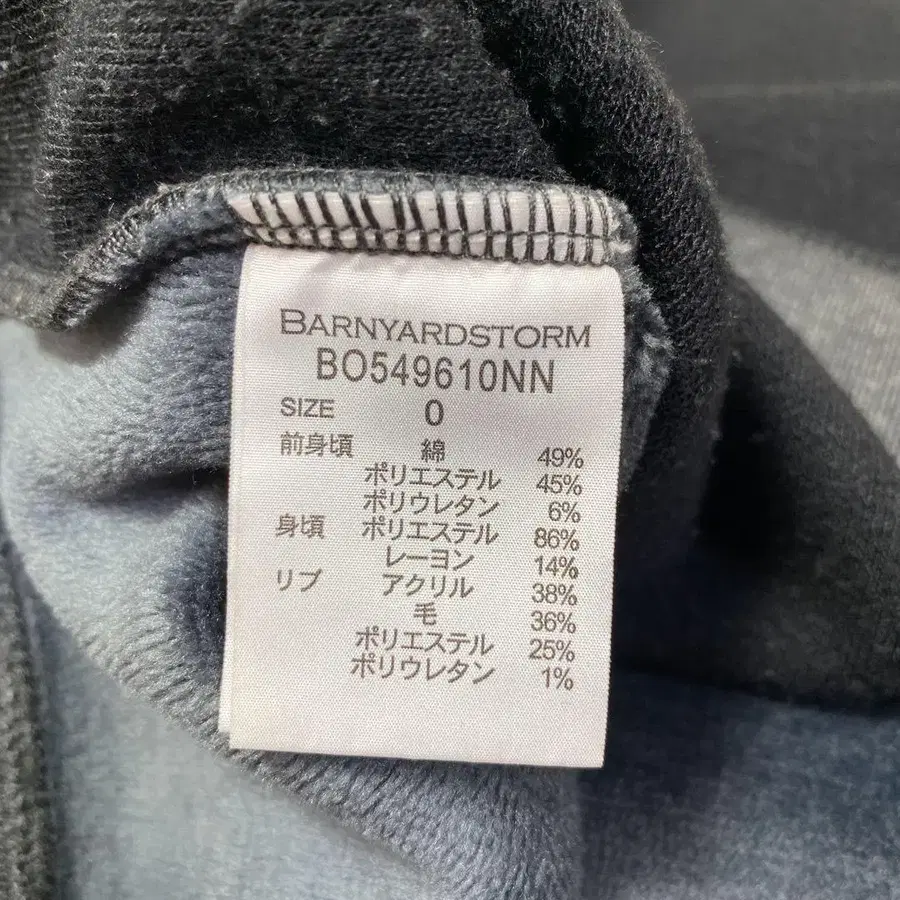 BARNYARDSTORM
BO549610NN
SIZE 0
前身頃 綿 49%
ポリエステル 45%
ポリウレタン 6%
身頃 ポリエステル 86%
レーヨン 14%
リブ アクリル 38%
毛 36%
ポリエステル 25%
ポリウレタン 1%